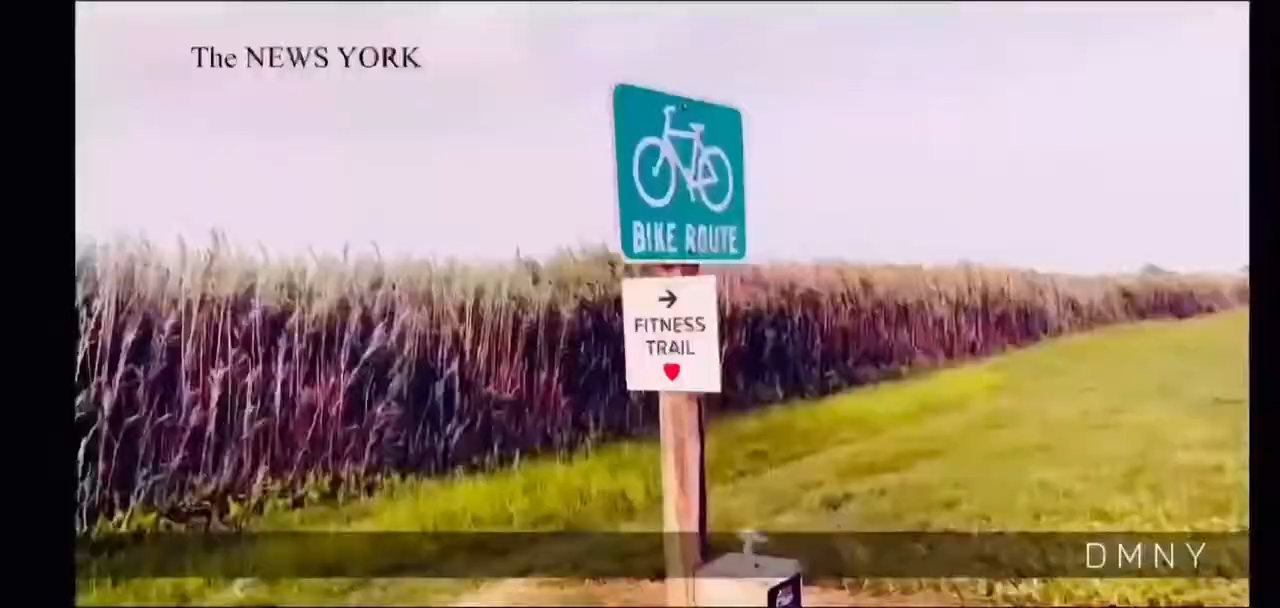 The NEWS YORK
BIKE ROUTE
→
FITNESS
TRAIL
♥
DMNY